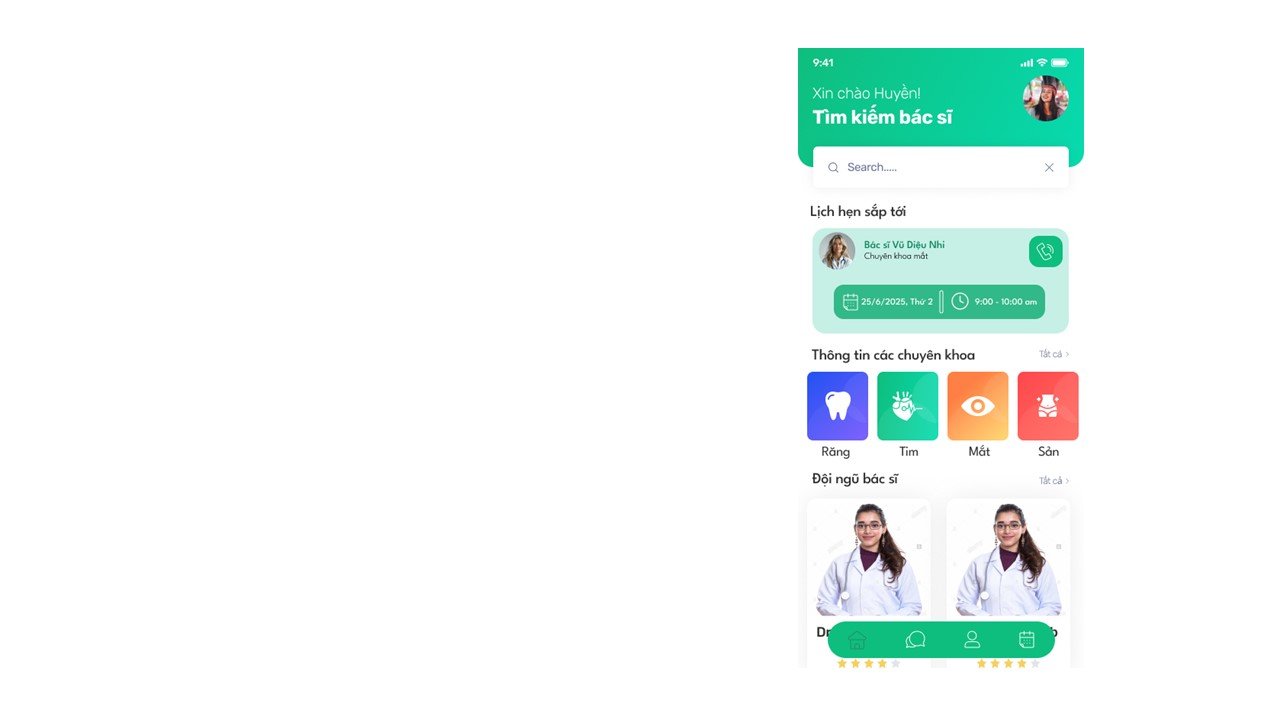 9:41
Xin chào Huyền!
Tìm kiếm bác sĩ
Search.....
Lịch hẹn sắp tới
Bác sĩ Vũ Diệu Nhi
Chuyên khoa mắt
25/6/2025, Thứ 2
9:00 - 10:00 am
Thông tin các chuyên khoa
Tất cả >
Răng
Tim
Mắt
Sản
Đội ngũ bác sĩ
Tất cả >